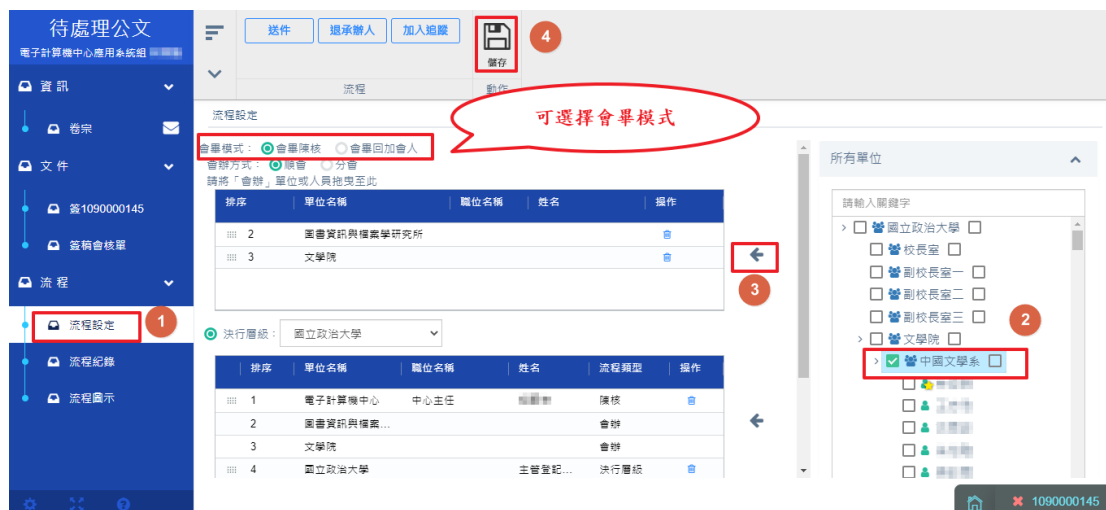 待處理公文
電子計算機中心應用系統組
資訊
卷宗
文件
簽1090000145
簽稿會核單
流程
流程設定
1
流程紀錄
流程圖示
送件
退承辦人
加入追蹤
儲存
4
流程
動作
流程設定
可選擇會畢模式
會畢模式： 會畢陳核 會畢回加會人
會辦方式： 順會 分會
請將「會辦」單位或人員拖曳至此
排序 單位名稱 職位名稱 姓名 操作
2 圖書資訊與檔案學研究所
3 文學院
3
決行層級： 國立政治大學
排序 單位名稱 職位名稱 姓名 流程類型 操作
1 電子計算機中心 中心主任 陳核
2 圖書資訊與檔案... 會辦
3 文學院 會辦
4 國立政治大學 主管登記... 決行層級
所有單位
請輸入關鍵字
國立政治大學
校長室
副校長室一
副校長室二
副校長室三
2
文學院
中國文學系
1090000145